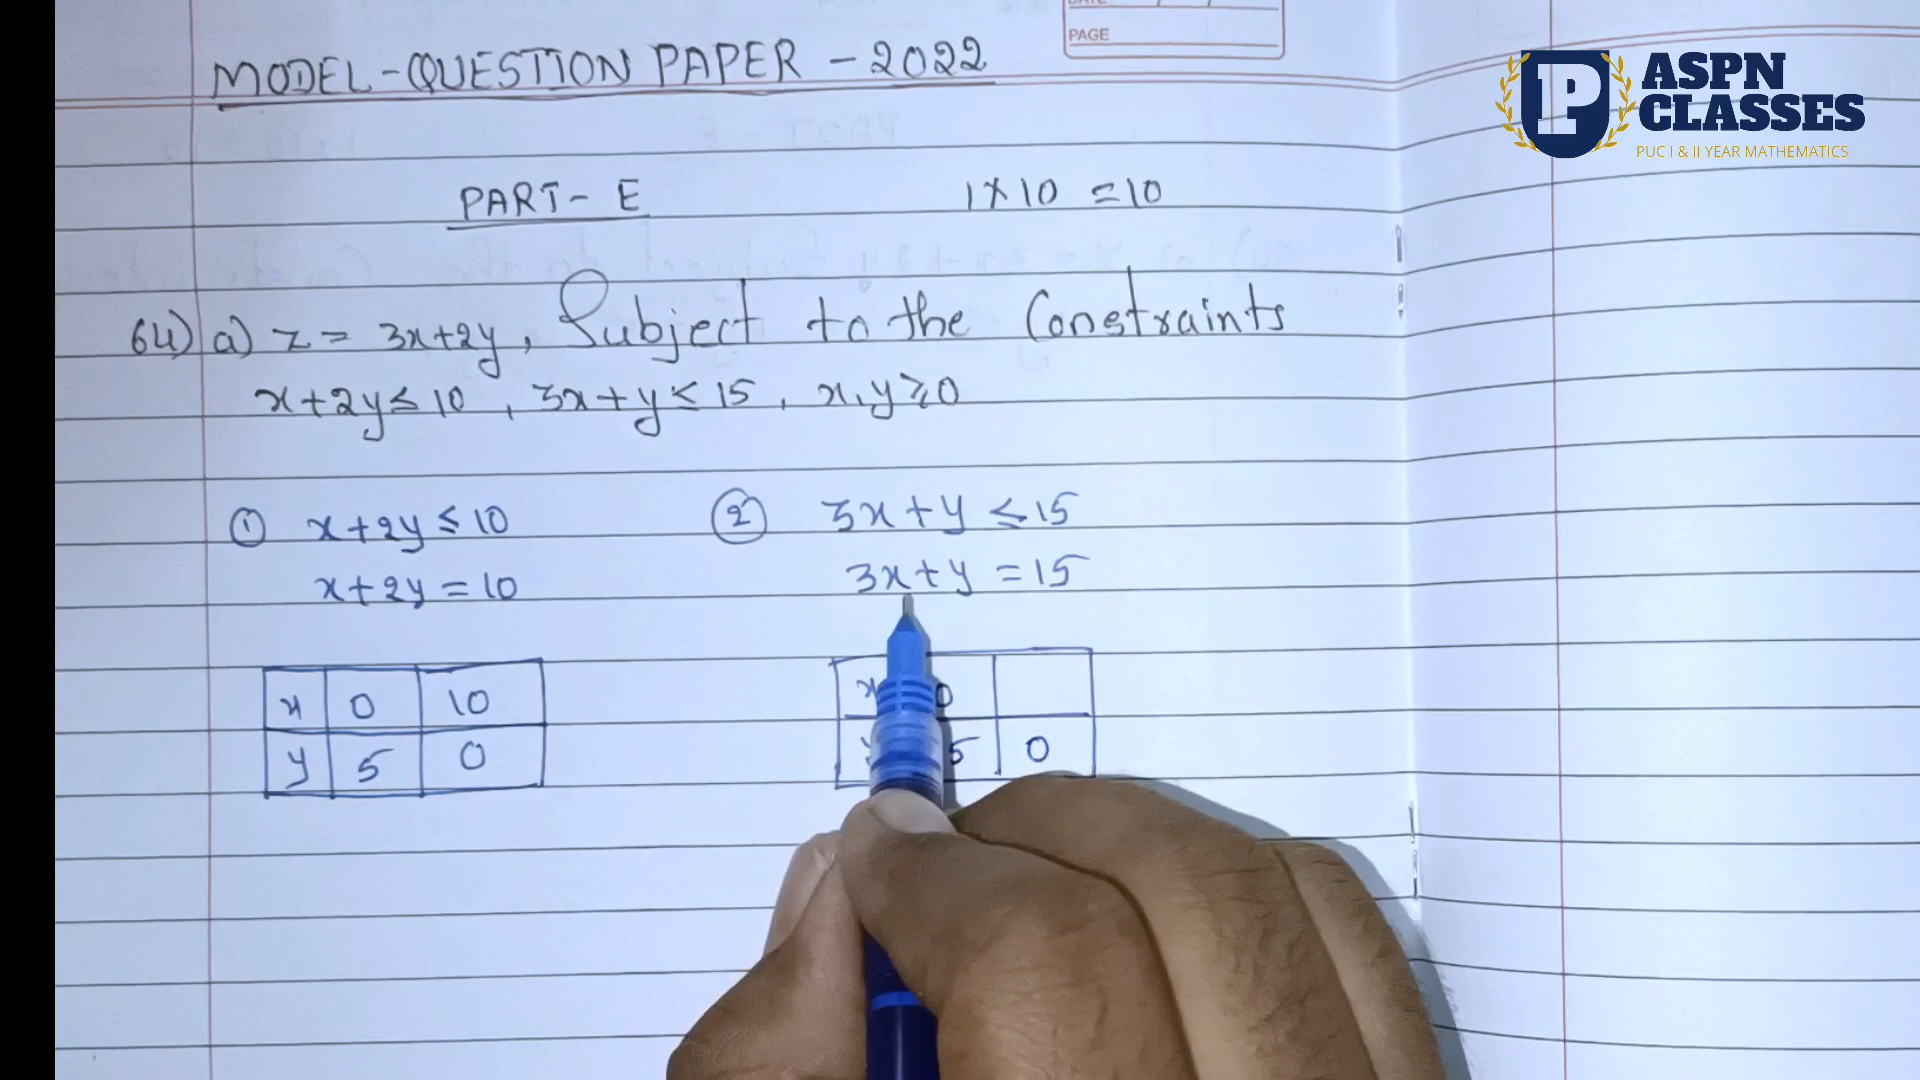 PAGE
MODEL-QUESTION PAPER - 2022
ASPN
CLASSES
PUC I & II YEAR MATHEMATICS
PART- E 1 X 10 = 10
64) a) z = 3x+2y, Subject to the Constraints
x+2y ≤ 10, 3x+y ≤ 15, x,y ≥ 0
① x+2y ≤ 10 ② 3x+y ≤ 15
x+2y = 10 3x+y = 15
x 0 10 x 0
y 5 0 5 0